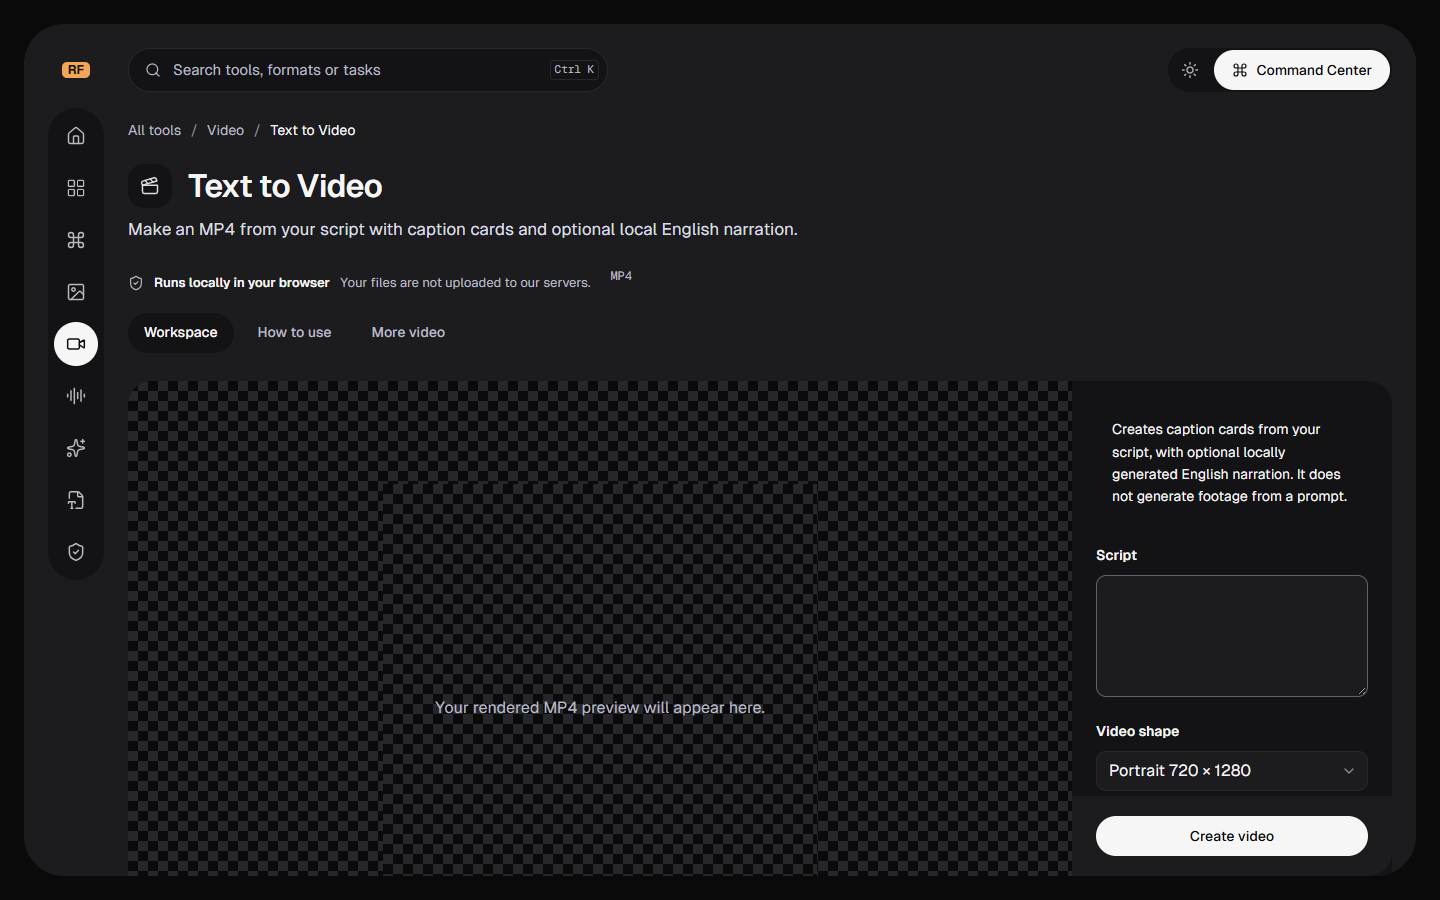 RF
Search tools, formats or tasks
Ctrl K
Command Center
All tools / Video / Text to Video
Text to Video
Make an MP4 from your script with caption cards and optional local English narration.
Runs locally in your browser Your files are not uploaded to our servers. MP4
Workspace How to use More video
Creates caption cards from your
script, with optional locally
generated English narration. It does
not generate footage from a prompt.
Script
Your rendered MP4 preview will appear here.
Video shape
Portrait 720 × 1280
Create video